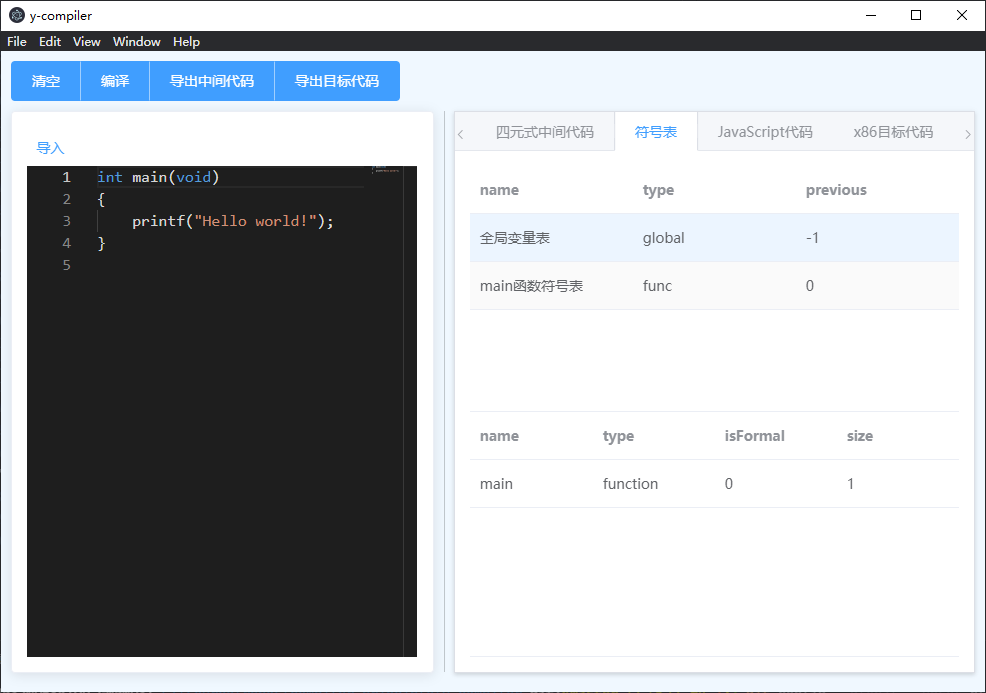 y-compiler
File Edit View Window Help
清空 编译 导出中间代码 导出目标代码
导入
1 int main(void)
2 {
3     printf("Hello world!");
4 }
5
四元式中间代码 符号表 JavaScript代码 x86目标代码
name type previous
全局变量表 global -1
main函数符号表 func 0
name type isFormal size
main function 0 1